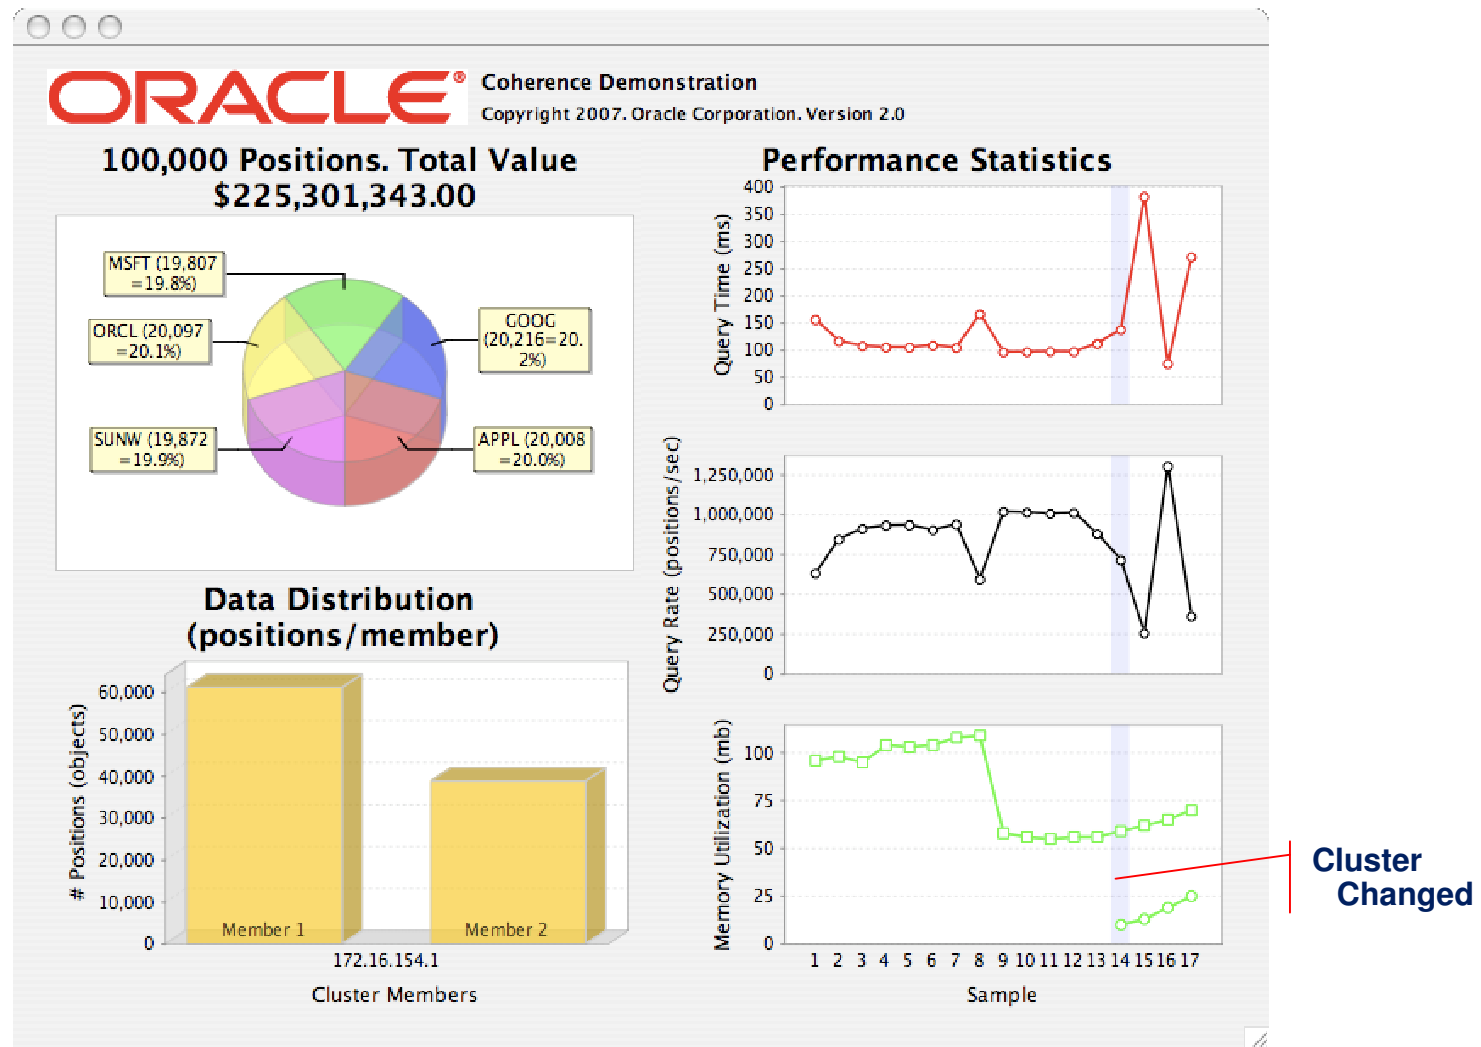 ORACLE®
Coherence Demonstration
Copyright 2007. Oracle Corporation. Version 2.0
100,000 Positions. Total Value
$225,301,343.00
MSFT (19,807
=19.8%)
ORCL (20,097
=20.1%)
GOOG
(20,216=20.
2%)
SUNW (19,872
=19.9%)
APPL (20,008
=20.0%)
Data Distribution
(positions/member)
# Positions (objects)
60,000
50,000
40,000
30,000
20,000
10,000
0
Member 1
Member 2
172.16.154.1
Cluster Members
Performance Statistics
Query Time (ms)
400
350
300
250
200
150
100
50
0
Query Rate (positions/sec)
1,250,000
1,000,000
750,000
500,000
250,000
0
Memory Utilization (mb)
100
75
50
25
0
1 2 3 4 5 6 7 8 9 10 11 12 13 14 15 16 17
Sample
Cluster
Changed